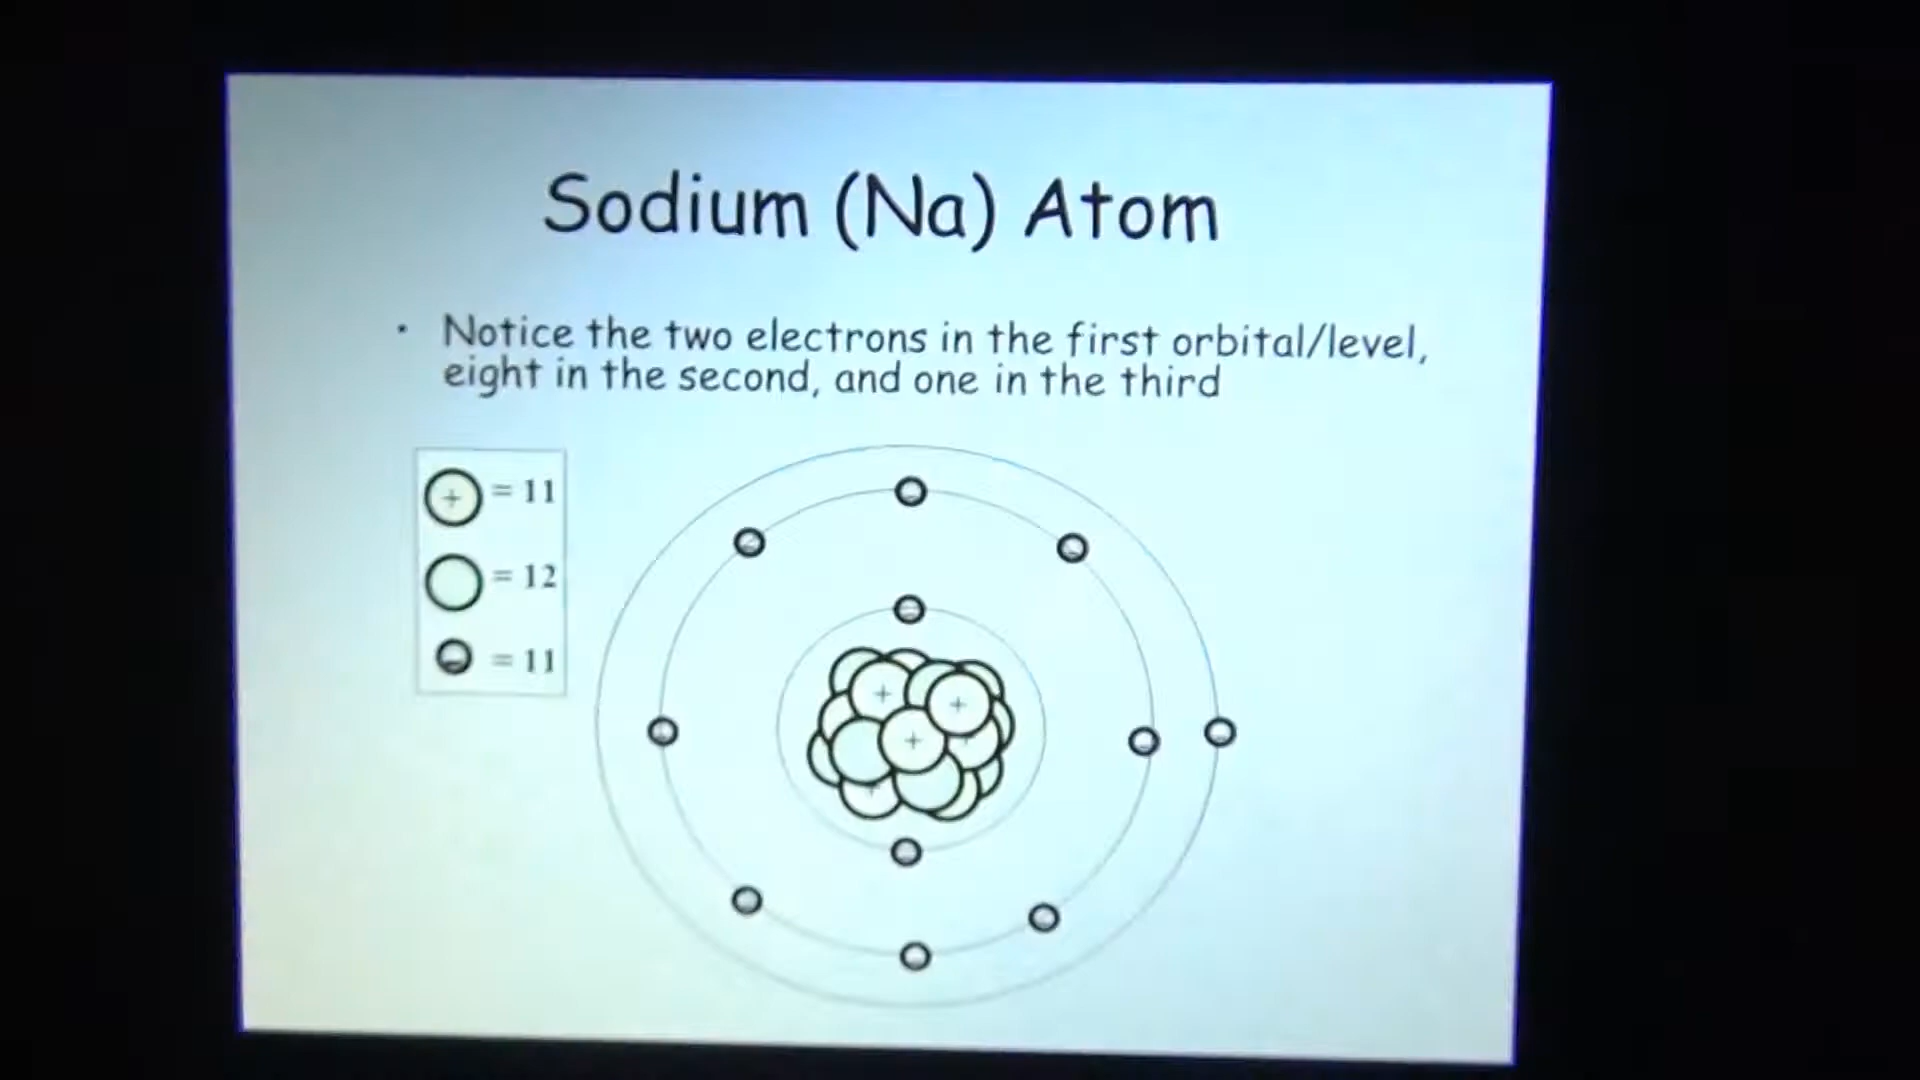 Sodium (Na) Atom
• Notice the two electrons in the first orbital/level,
eight in the second, and one in the third
+ = 11
= 12
- = 11